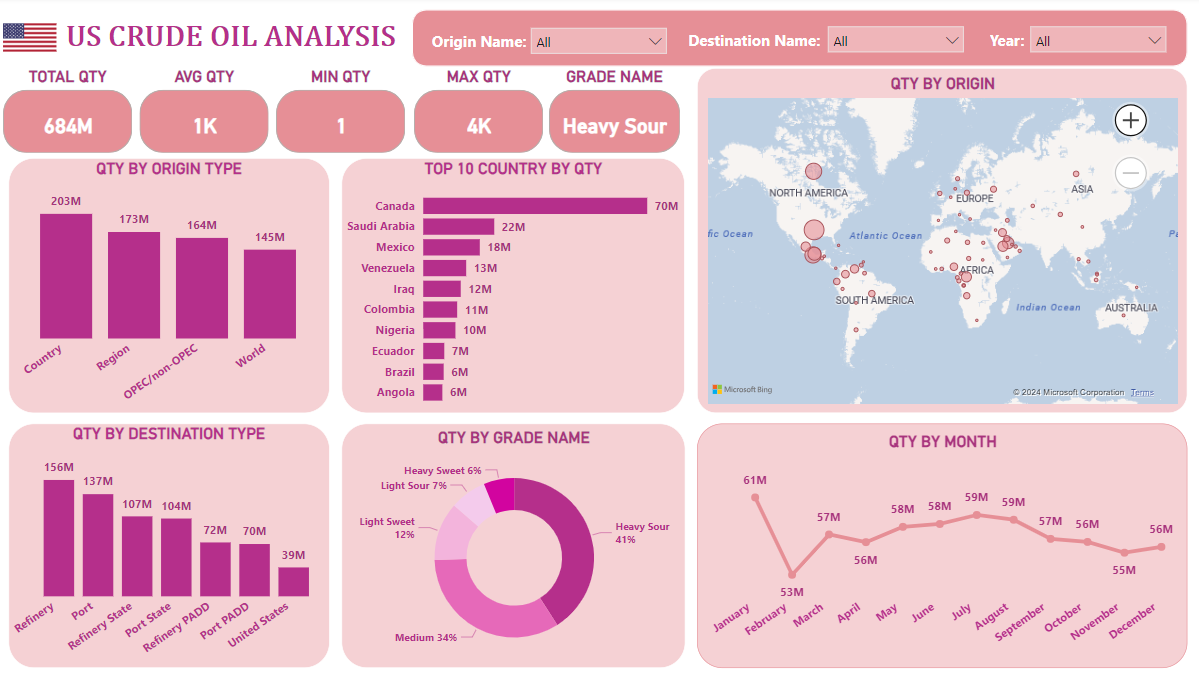 US CRUDE OIL ANALYSIS
Origin Name: All
Destination Name: All
Year: All
TOTAL QTY
684M
AVG QTY
1K
MIN QTY
1
MAX QTY
4K
GRADE NAME
Heavy Sour
QTY BY ORIGIN TYPE
203M
173M
164M
145M
Country
Region
OPEC/non-OPEC
World
TOP 10 COUNTRY BY QTY
Canada 70M
Saudi Arabia 22M
Mexico 18M
Venezuela 13M
Iraq 12M
Colombia 11M
Nigeria 10M
Ecuador 7M
Brazil 6M
Angola 6M
QTY BY ORIGIN
NORTH AMERICA
EUROPE
ASIA
fic Ocean
Atlantic Ocean
AFRICA
SOUTH AMERICA
Indian Ocean
AUSTRALIA
Microsoft Bing
© 2024 Microsoft Corporation Terms
QTY BY DESTINATION TYPE
156M
137M
107M
104M
72M
70M
39M
Refinery
Port
Refinery State
Port State
Refinery PADD
Port PADD
United States
QTY BY GRADE NAME
Heavy Sweet 6%
Light Sour 7%
Light Sweet
12%
Heavy Sour
41%
Medium 34%
QTY BY MONTH
61M
53M
57M
56M
58M
58M
59M
59M
57M
56M
55M
56M
January
February
March
April
May
June
July
August
September
October
November
December